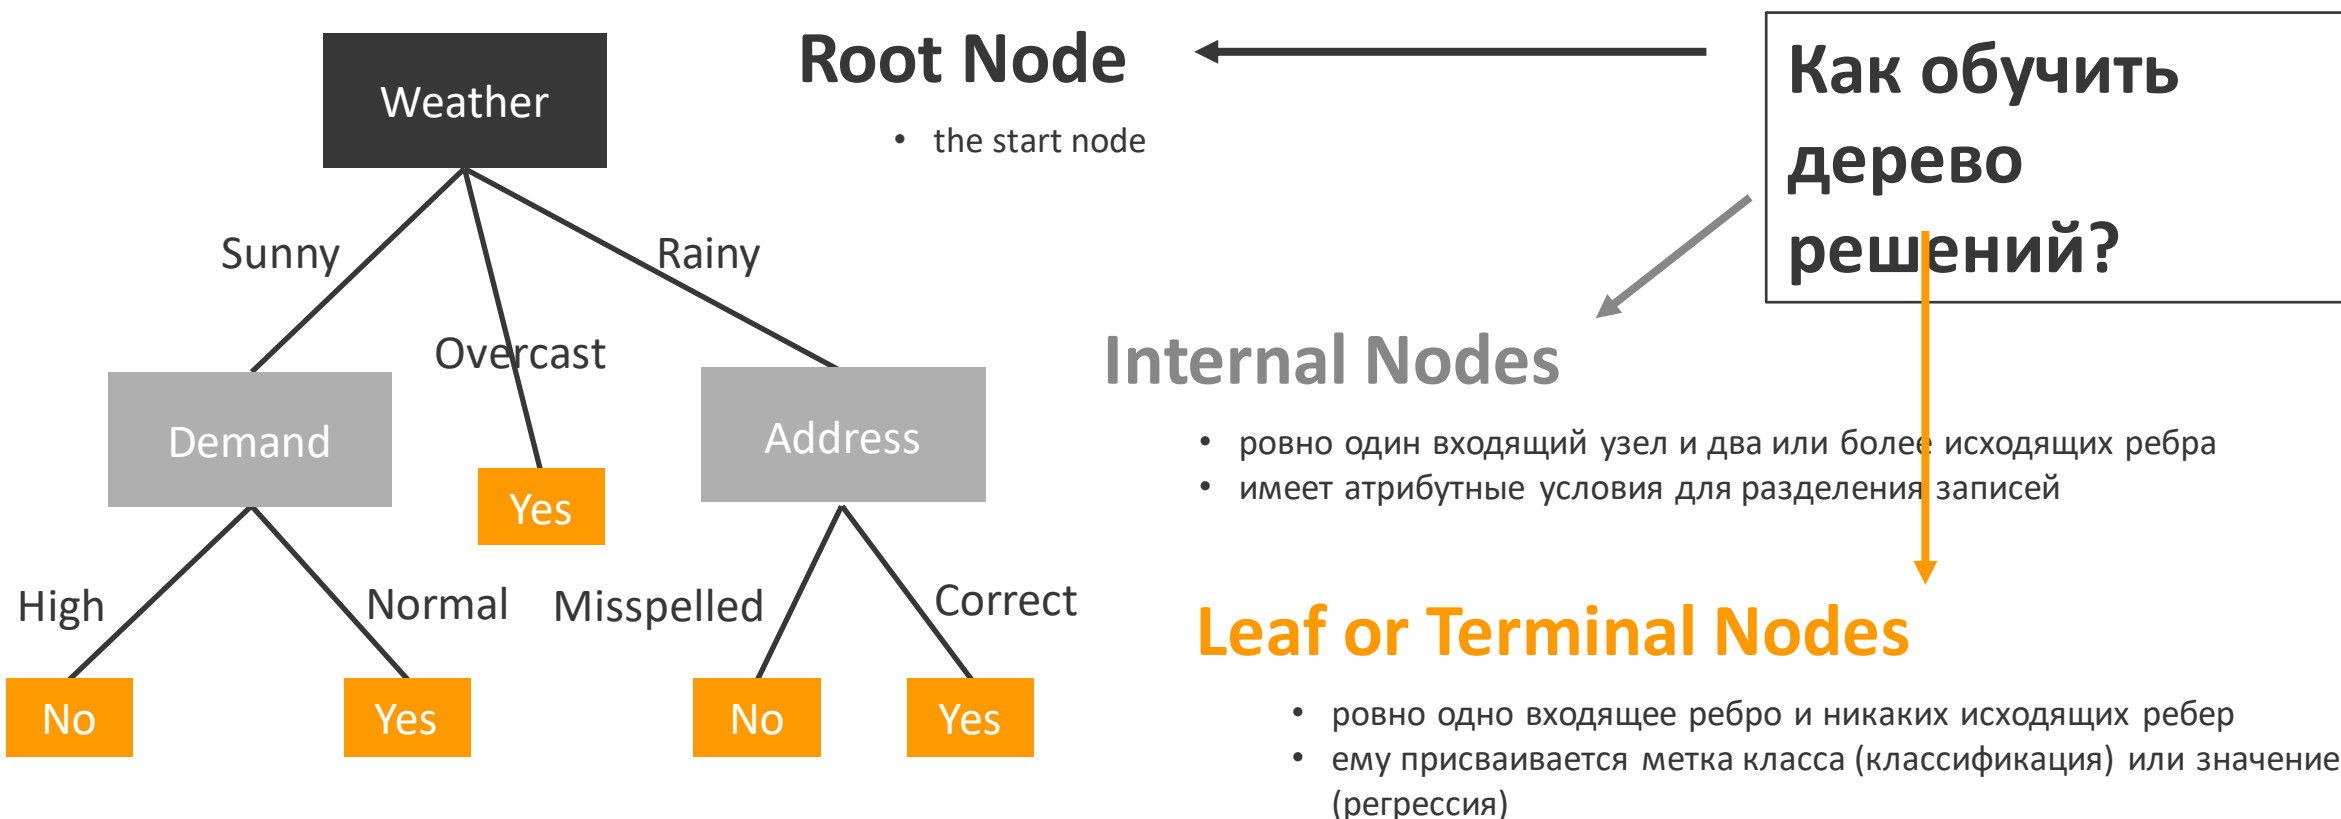 Weather
Sunny
Overcast
Rainy
Demand
Yes
Address
High
Normal
Misspelled
Correct
No
Yes
No
Yes
Root Node
• the start node
Как обучить
дерево
решений?
Internal Nodes
• ровно один входящий узел и два или более исходящих ребра
• имеет атрибутные условия для разделения записей
Leaf or Terminal Nodes
• ровно одно входящее ребро и никаких исходящих ребер
• ему присваивается метка класса (классификация) или значение
(регрессия)